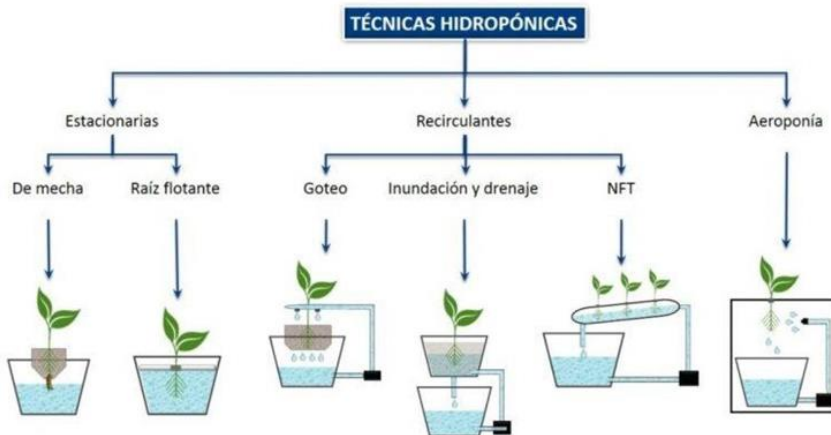 TÉCNICAS HIDROPÓNICAS
Estacionarias
Recirculantes
Aeroponía
De mecha
Raíz flotante
Goteo
Inundación y drenaje
NFT